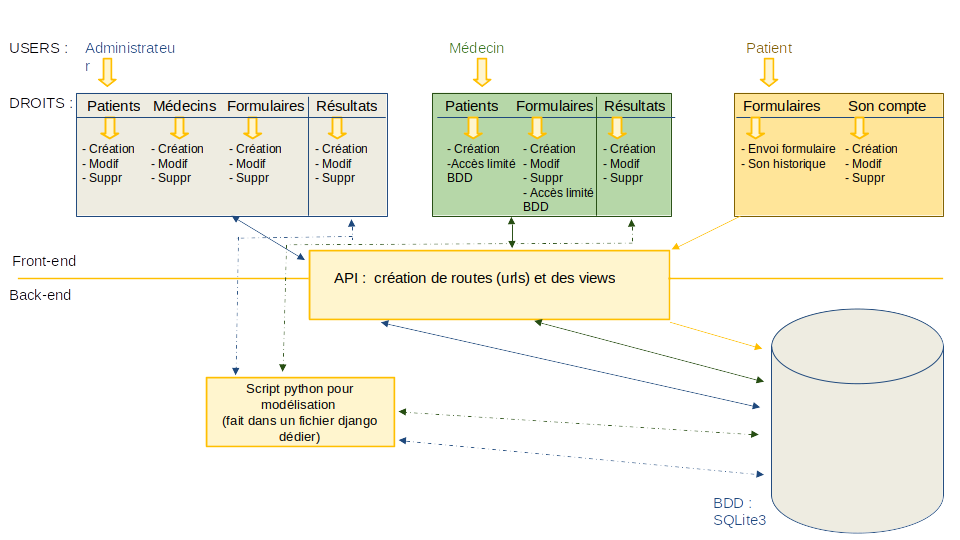 USERS :
Administrateu
r
Médecin
Patient
DROITS :
Patients
Médecins
Formulaires
Résultats
- Création
- Modif
- Suppr
- Création
- Modif
- Suppr
- Création
- Modif
- Suppr
- Création
- Modif
- Suppr
Patients
Formulaires
Résultats
- Création
-Accès limité
BDD
- Création
- Modif
- Suppr
- Accès limité
BDD
- Création
- Modif
- Suppr
Formulaires
Son compte
- Envoi formulaire
- Son historique
- Création
- Modif
- Suppr
Front-end
Back-end
API : création de routes (urls) et des views
Script python pour
modélisation
(fait dans un fichier django
dédier)
BDD :
SQLite3